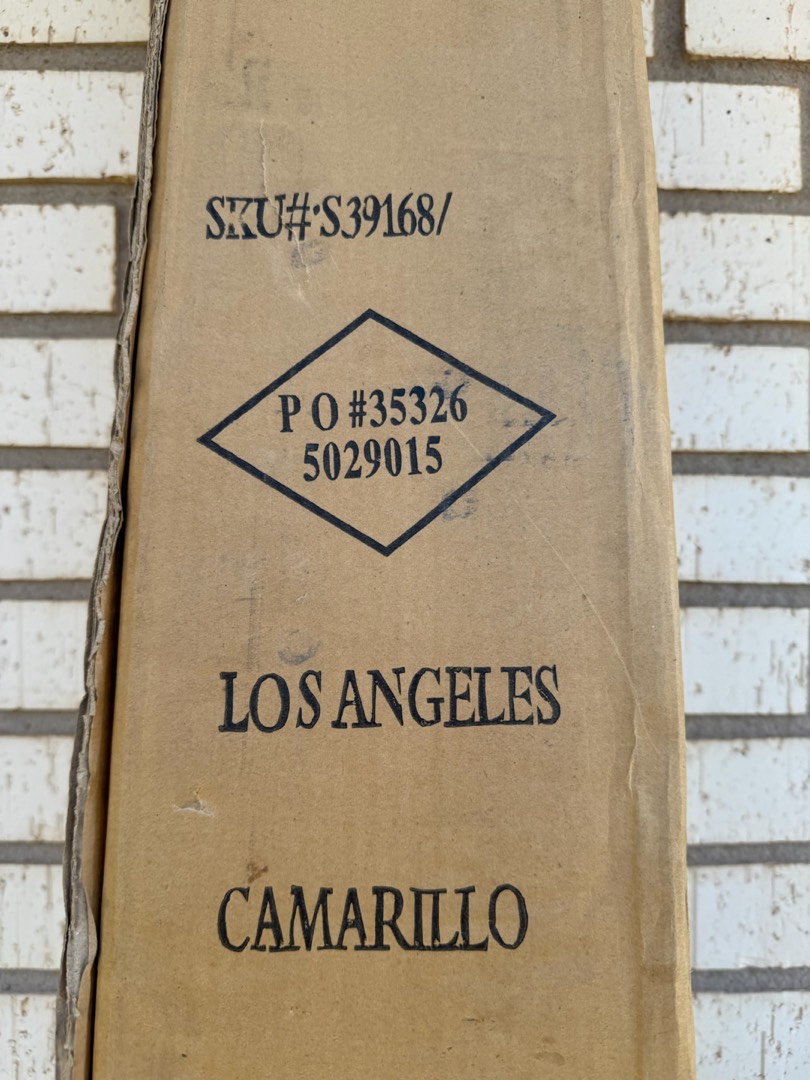 SKU#:S39168/
PO #35326
5029015
LOS ANGELES
CAMARILLO